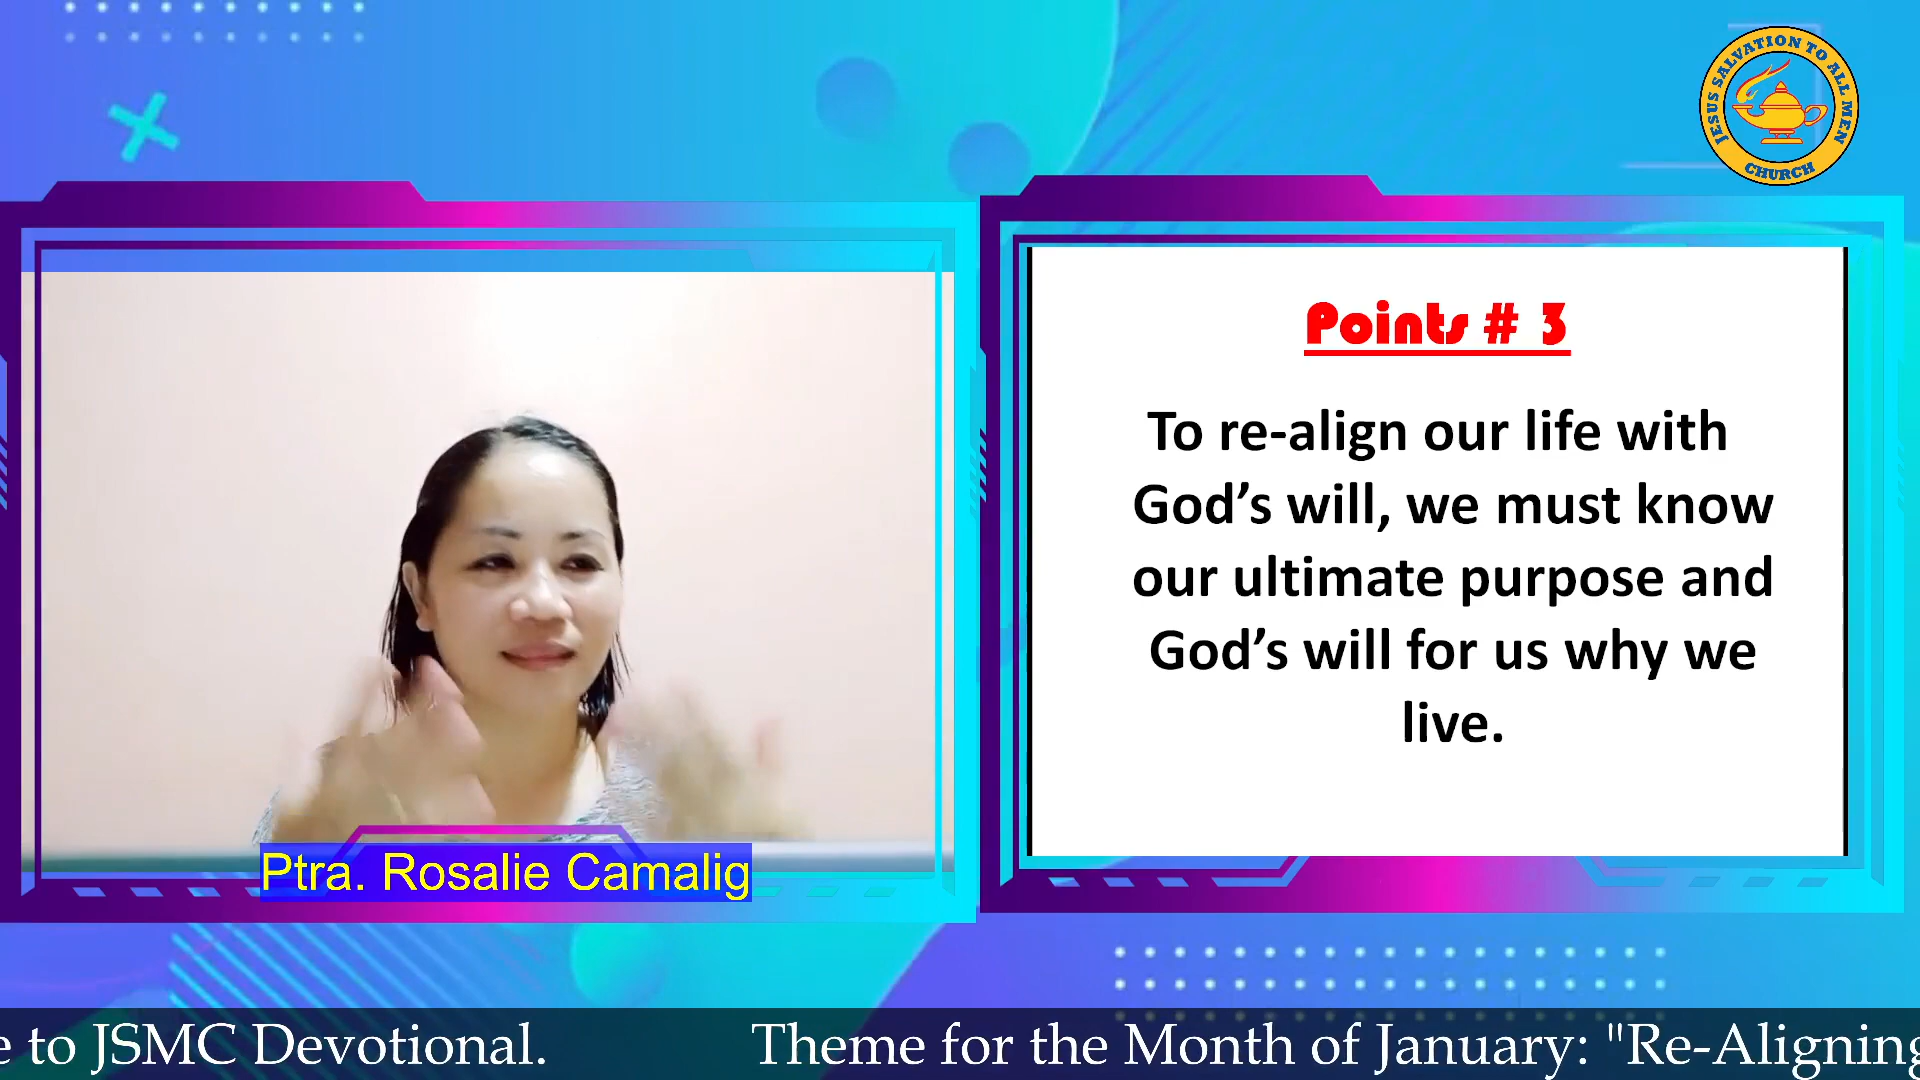 JESUS SALVATION TO ALL MEN
CHURCH
Points # 3
To re-align our life with
God's will, we must know
our ultimate purpose and
God's will for us why we
live.
Ptra. Rosalie Camalig
e to JSMC Devotional. Theme for the Month of January: "Re-Aligning